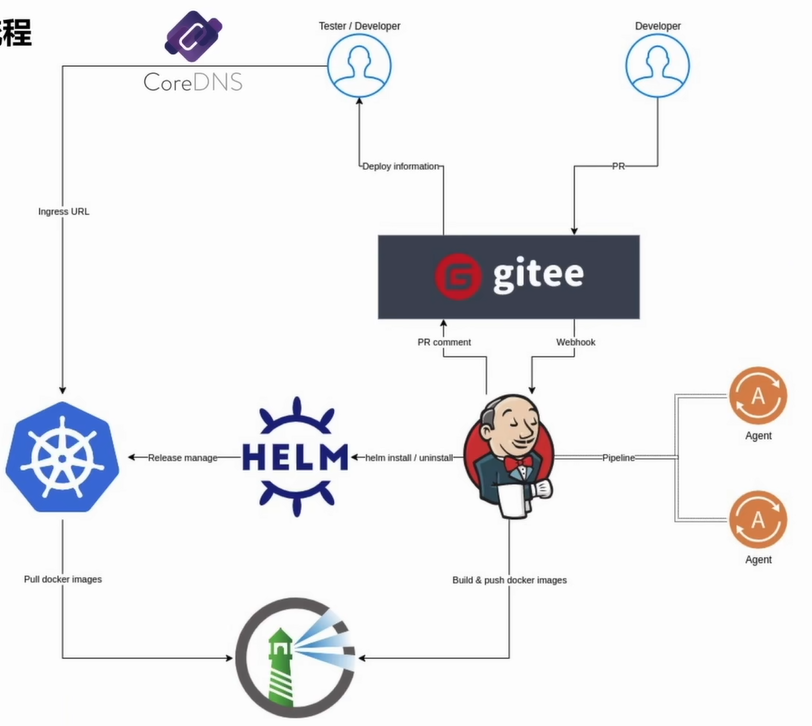 程
Tester / Developer
Developer
CoreDNS
Deploy information
PR
Ingress URL
G gitee
PR comment
Webhook
A
Agent
Release manage
HELM
helm install / uninstall
Pipeline
A
Agent
Pull docker images
Build & push docker images